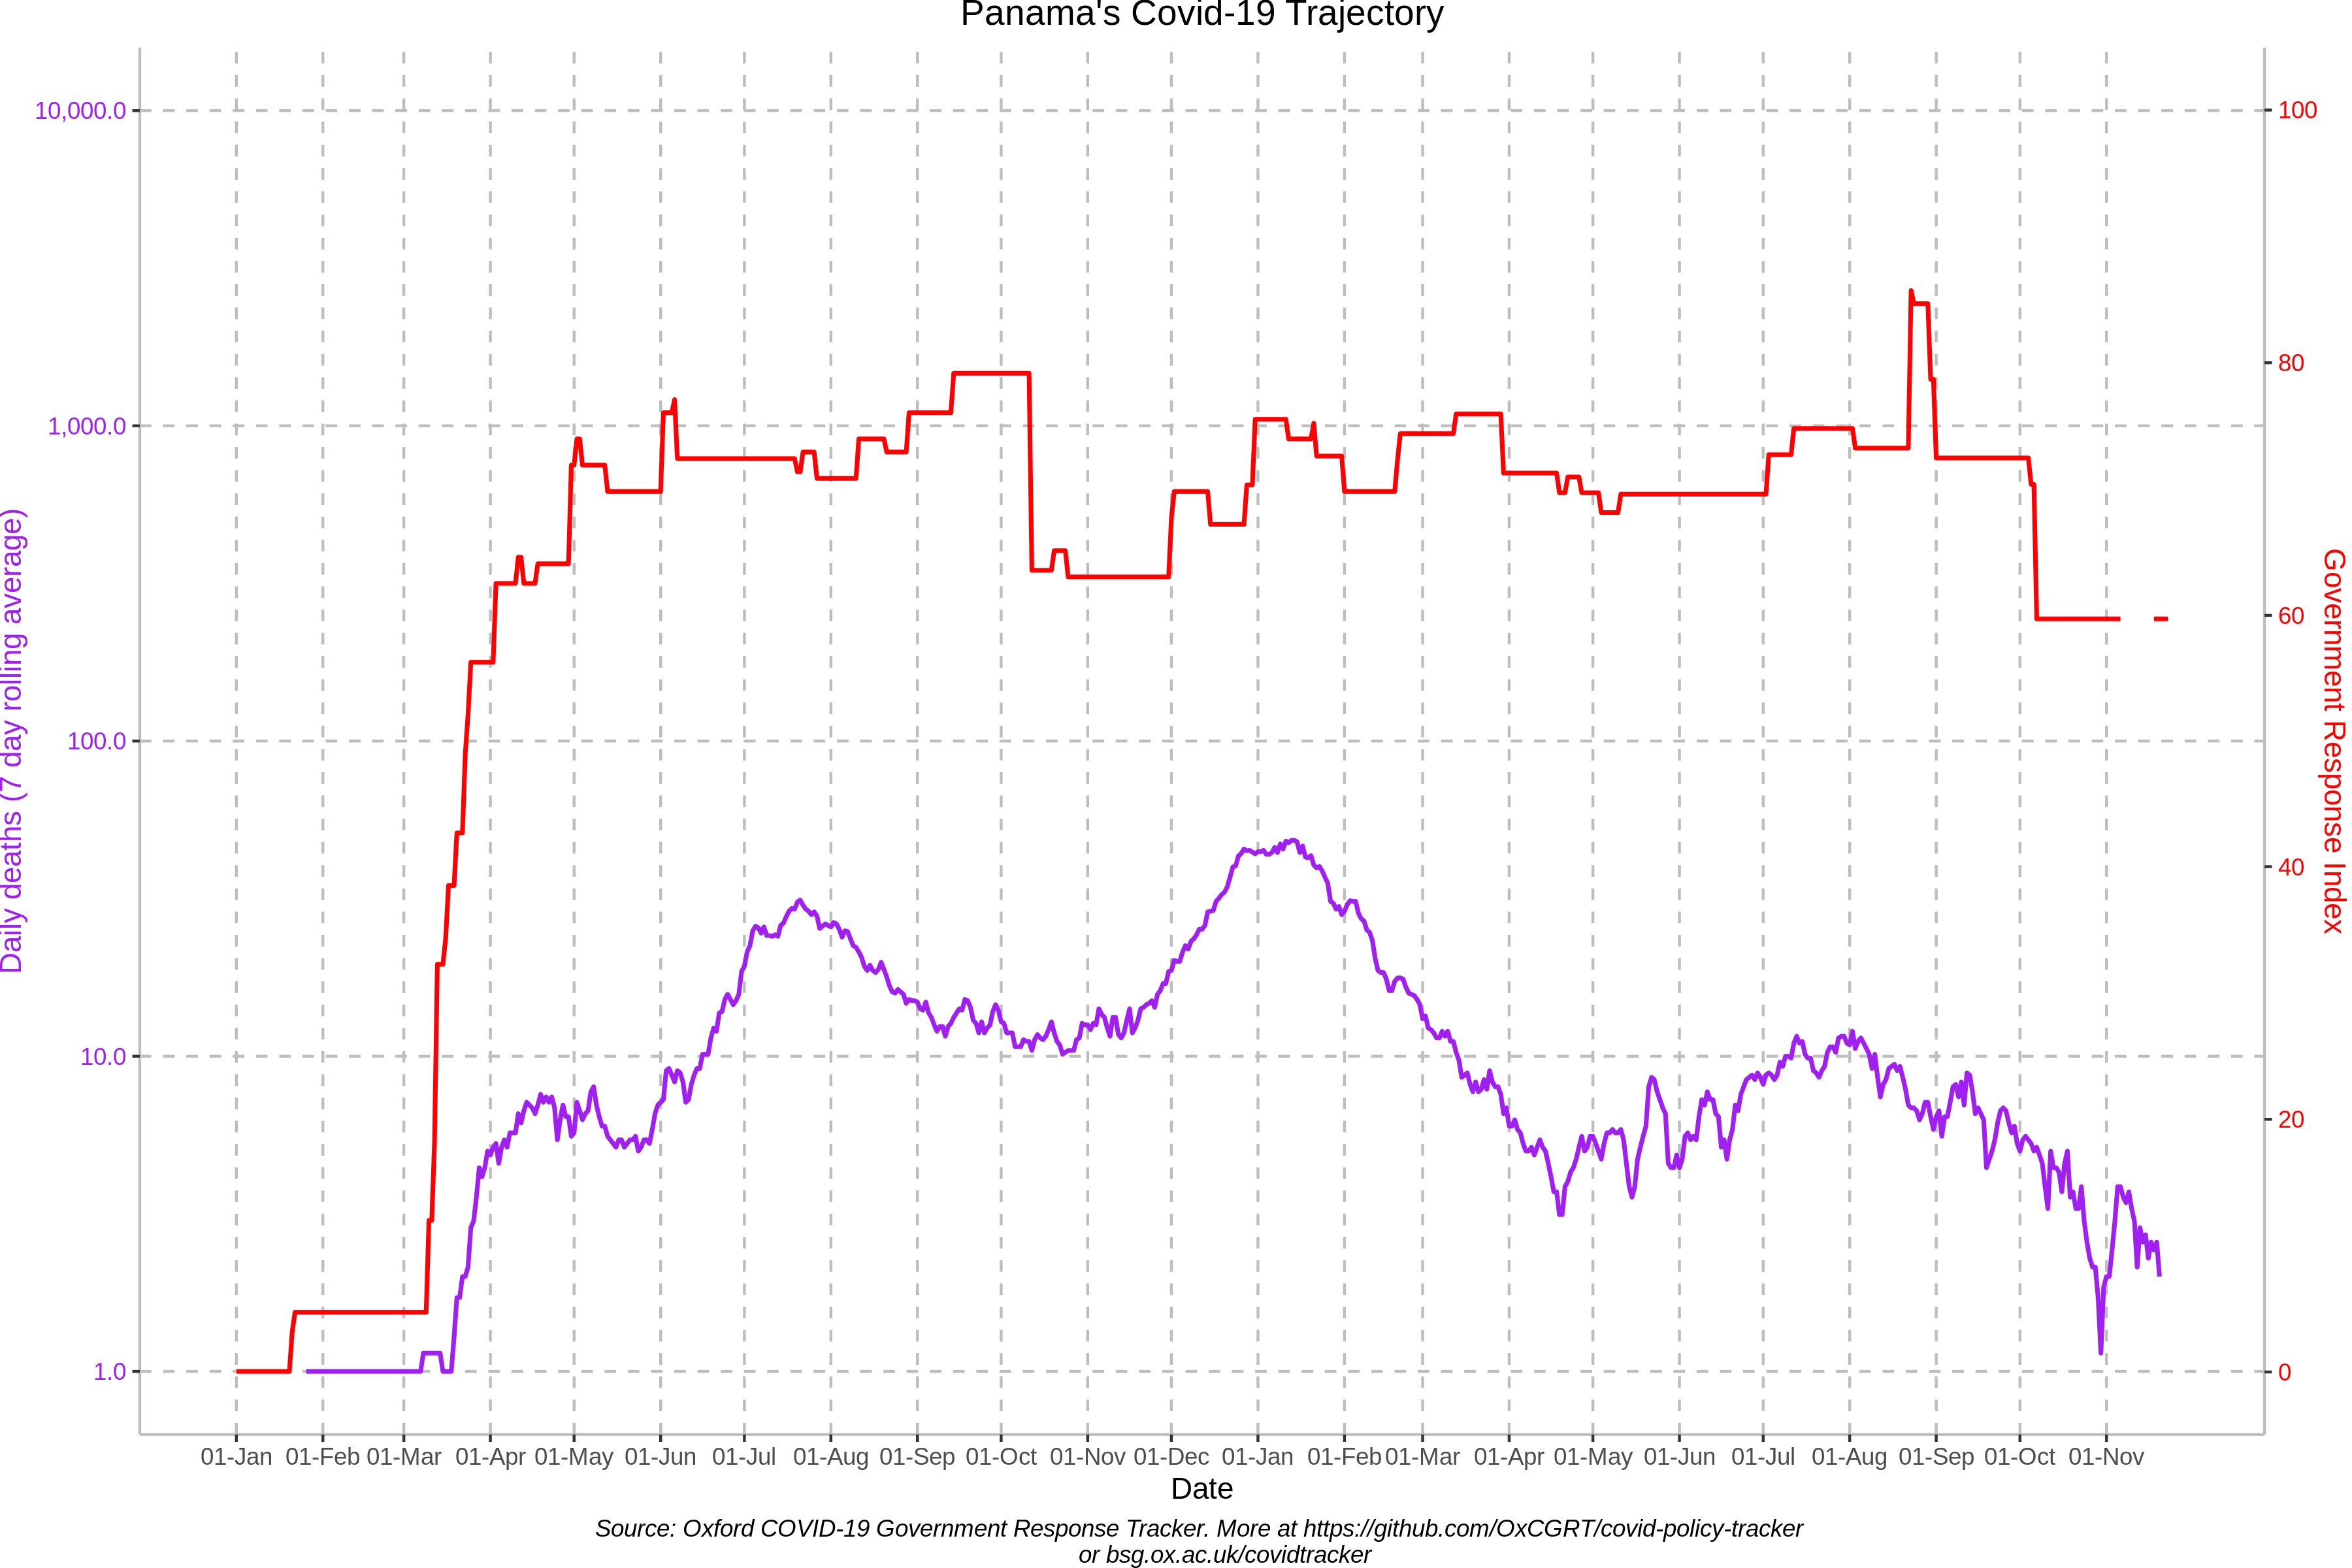 Panama's Covid-19 Trajectory
10,000.0
1,000.0
100.0
10.0
1.0
Daily deaths (7 day rolling average)
100
80
60
40
20
0
Government Response Index
01-Jan 01-Feb 01-Mar 01-Apr 01-May 01-Jun 01-Jul 01-Aug 01-Sep 01-Oct 01-Nov 01-Dec 01-Jan 01-Feb 01-Mar 01-Apr 01-May 01-Jun 01-Jul 01-Aug 01-Sep 01-Oct 01-Nov
Date
Source: Oxford COVID-19 Government Response Tracker. More at https://github.com/OxCGRT/covid-policy-tracker
or bsg.ox.ac.uk/covidtracker